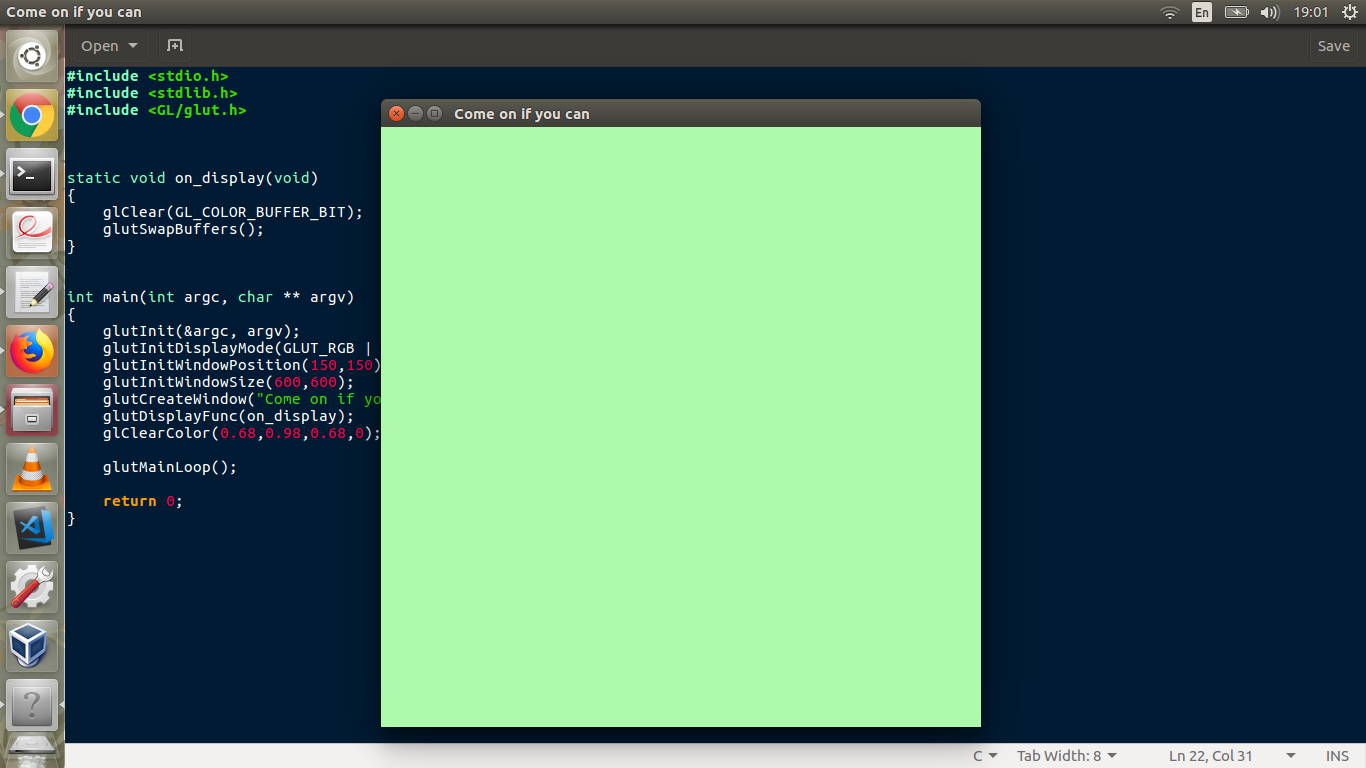 Come on if you can
En
19:01
Open
Save
#include <stdio.h>
#include <stdlib.h>
#include <GL/glut.h>
Come on if you can
static void on_display(void)
{
    glClear(GL_COLOR_BUFFER_BIT);
    glutSwapBuffers();
}
int main(int argc, char ** argv)
{
    glutInit(&argc, argv);
    glutInitDisplayMode(GLUT_RGB |
    glutInitWindowPosition(150,150)
    glutInitWindowSize(600,600);
    glutCreateWindow("Come on if yo
    glutDisplayFunc(on_display);
    glClearColor(0.68,0.98,0.68,0);
    glutMainLoop();
    return 0;
}
C
Tab Width: 8
Ln 22, Col 31
INS